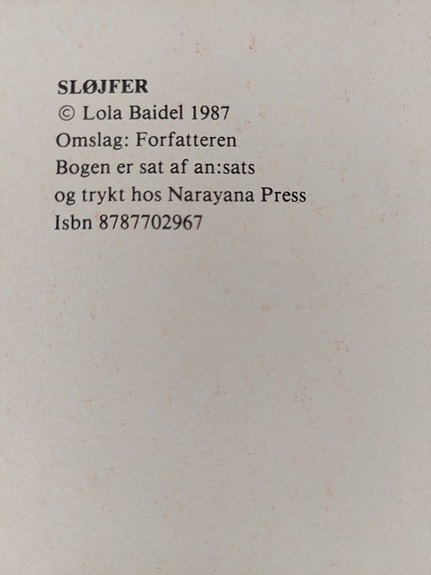 SLØJFER
© Lola Baidel 1987
Omslag: Forfatteren
Bogen er sat af an:sats
og trykt hos Narayana Press
Isbn 8787702967